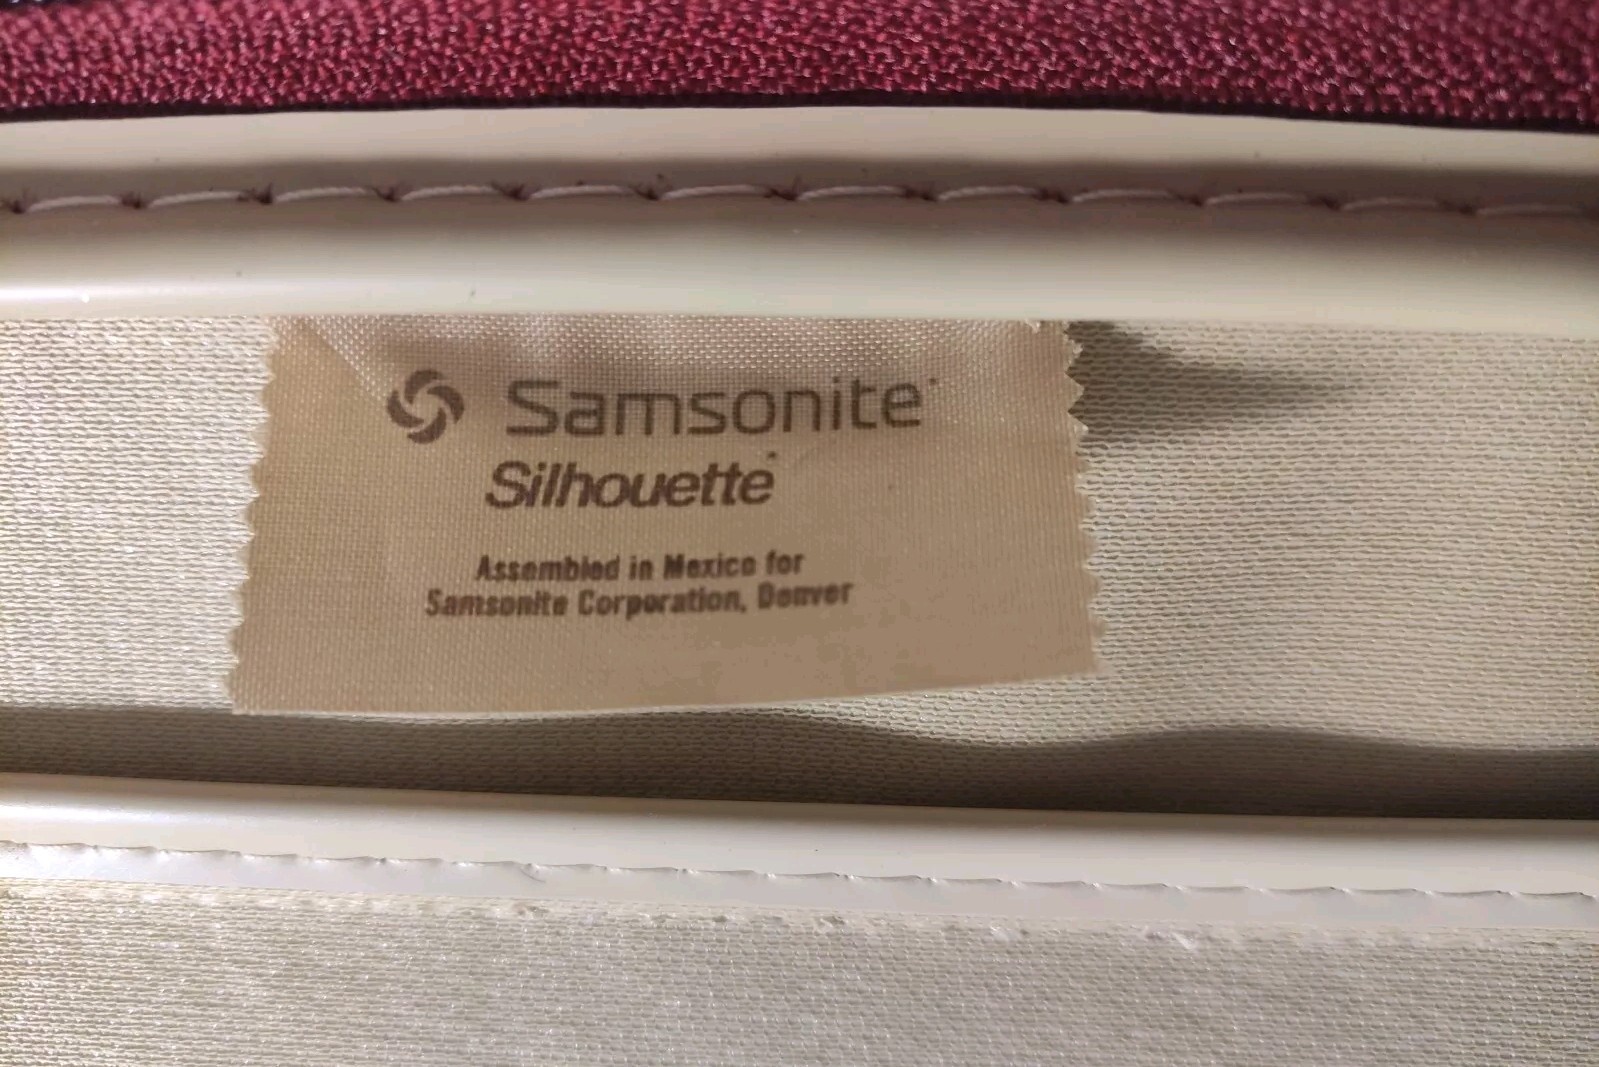 Samsonite
Silhouette
Assembled in Mexico for
Samsonite Corporation, Denver